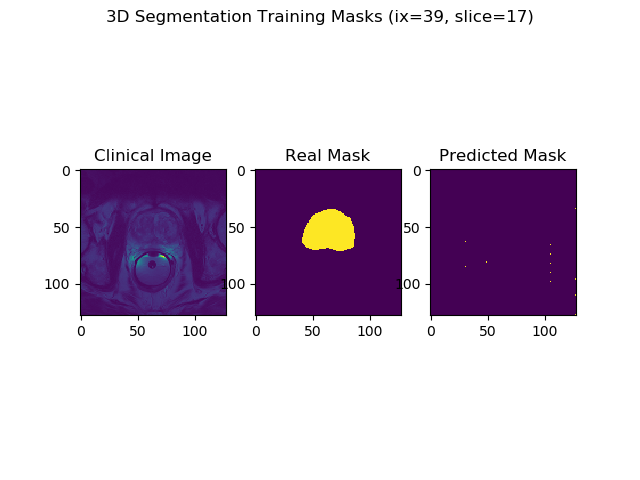 3D Segmentation Training Masks (ix=39, slice=17)
Clinical Image Real Mask Predicted Mask
0 0 0
50 50 50
100 100 100
0 50 100 0 50 100 0 50 100